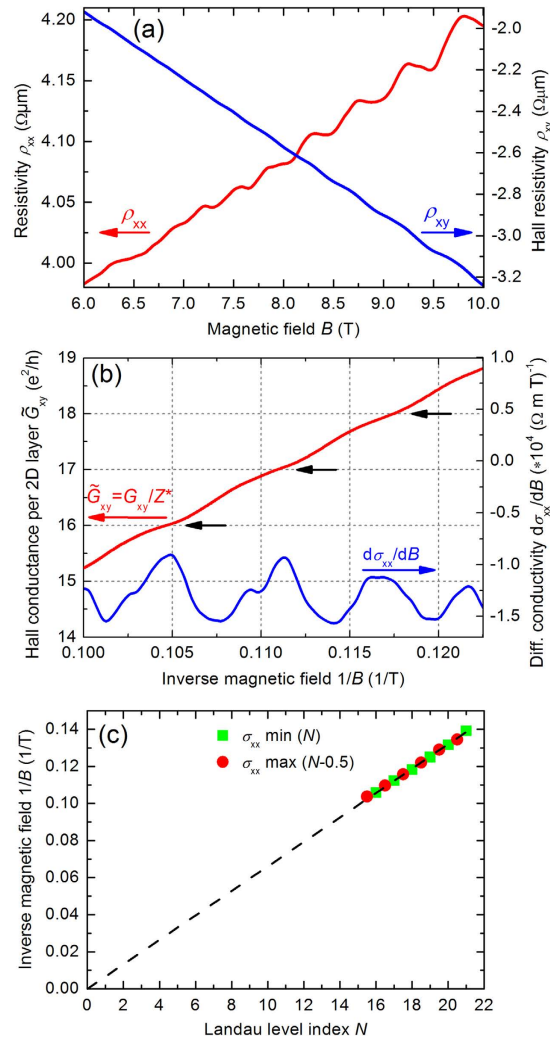 (a)
4.20
4.15
4.10
4.05
4.00
Resistivity ρxx (Ωμm)
ρxx
ρxy
-2.0
-2.2
-2.4
-2.6
-2.8
-3.0
-3.2
Hall resistivity ρxy (Ωμm)
6.0 6.5 7.0 7.5 8.0 8.5 9.0 9.5 10.0
Magnetic field B (T)
(b)
19
18
17
16
15
14
Hall conductance per 2D layer G̃xy (e²/h)
G̃xy=Gxy/Z*
dσxx/dB
1.0
0.5
0.0
-0.5
-1.0
-1.5
Diff. conductivity dσxx/dB (*10⁴ (Ω m T)⁻¹)
0.100 0.105 0.110 0.115 0.120
Inverse magnetic field 1/B (1/T)
(c)
σxx min (N)
σxx max (N-0.5)
0.14
0.12
0.10
0.08
0.06
0.04
0.02
0.00
Inverse magnetic field 1/B (1/T)
0 2 4 6 8 10 12 14 16 18 20 22
Landau level index N